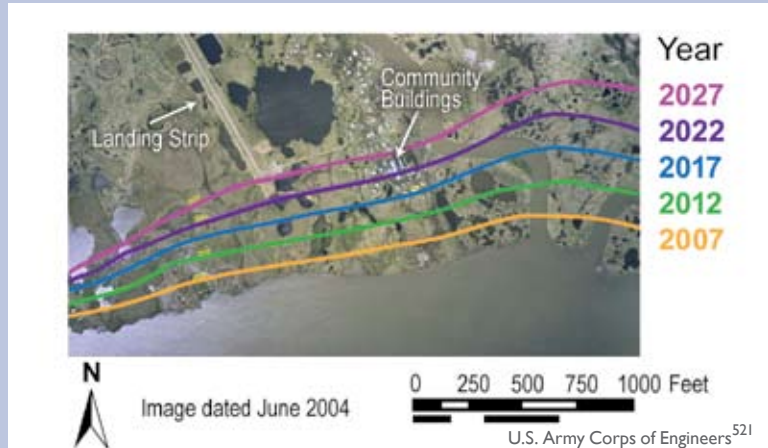 Year
2027
2022
2017
2012
2007
Community
Buildings
Landing Strip
N
Image dated June 2004
0 250 500 750 1000 Feet
U.S. Army Corps of Engineers521